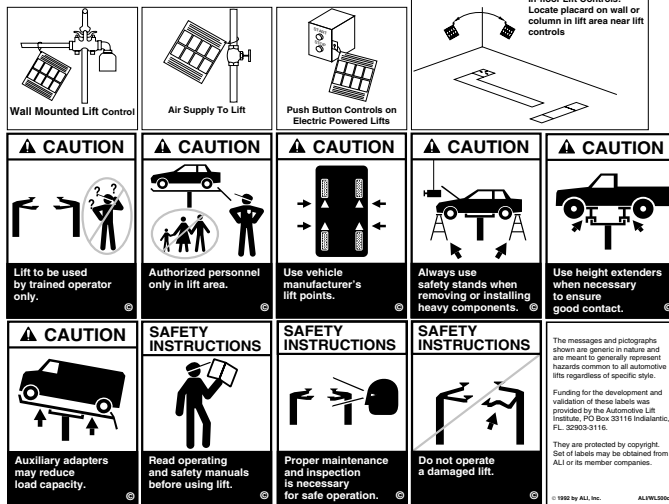 Locate placard on wall or
column in lift area near lift
controls
START
STOP
Wall Mounted Lift Control
Air Supply To Lift
Push Button Controls on
Electric Powered Lifts
CAUTION
Lift to be used
by trained operator
only.
©
CAUTION
Authorized personnel
only in lift area.
©
CAUTION
Use vehicle
manufacturer's
lift points.
©
CAUTION
Always use
safety stands when
removing or installing
heavy components.
©
CAUTION
Use height extenders
when necessary
to ensure
good contact.
©
CAUTION
Auxiliary adapters
may reduce
load capacity.
©
SAFETY
INSTRUCTIONS
Read operating
and safety manuals
before using lift.
©
SAFETY
INSTRUCTIONS
Proper maintenance
and inspection
is necessary
for safe operation.
©
SAFETY
INSTRUCTIONS
Do not operate
a damaged lift.
©
The messages and pictographs
shown are generic in nature and
are meant to generally represent
hazards common to all automotive
lifts regardless of specific style.
Funding for the development and
validation of these labels was
provided by the Automotive Lift
Institute, PO Box 33116 Indialantic,
FL. 32903-3116.
They are protected by copyright.
Set of labels may be obtained from
ALI or its member companies.
© 1992 by ALI, Inc.